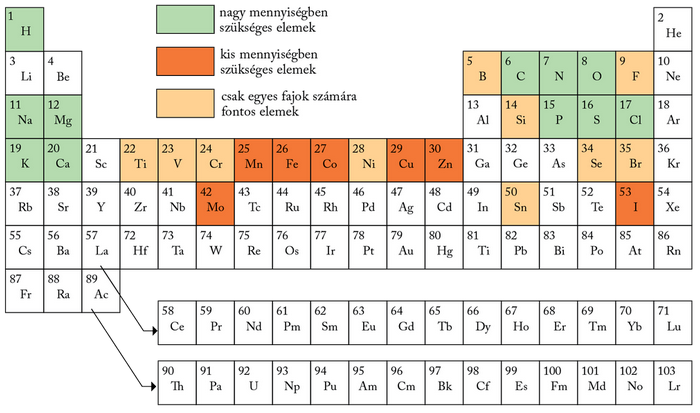 1 H
nagy mennyiségben
szükséges elemek
2 He
kis mennyiségben
szükséges elemek
csak egyes fajok számára
fontos elemek
3 Li 4 Be 5 B 6 C 7 N 8 O 9 F 10 Ne
11 Na 12 Mg 13 Al 14 Si 15 P 16 S 17 Cl 18 Ar
19 K 20 Ca 21 Sc 22 Ti 23 V 24 Cr 25 Mn 26 Fe 27 Co 28 Ni 29 Cu 30 Zn 31 Ga 32 Ge 33 As 34 Se 35 Br 36 Kr
37 Rb 38 Sr 39 Y 40 Zr 41 Nb 42 Mo 43 Tc 44 Ru 45 Rh 46 Pd 47 Ag 48 Cd 49 In 50 Sn 51 Sb 52 Te 53 I 54 Xe
55 Cs 56 Ba 57 La 72 Hf 73 Ta 74 W 75 Re 76 Os 77 Ir 78 Pt 79 Au 80 Hg 81 Ti 82 Pb 83 Bi 84 Po 85 At 86 Rn
87 Fr 88 Ra 89 Ac
58 Ce 59 Pr 60 Nd 61 Pm 62 Sm 63 Eu 64 Gd 65 Tb 66 Dy 67 Ho 68 Er 69 Tm 70 Yb 71 Lu
90 Th 91 Pa 92 U 93 Np 94 Pu 95 Am 96 Cm 97 Bk 98 Cf 99 Es 100 Fm 101 Md 102 No 103 Lr